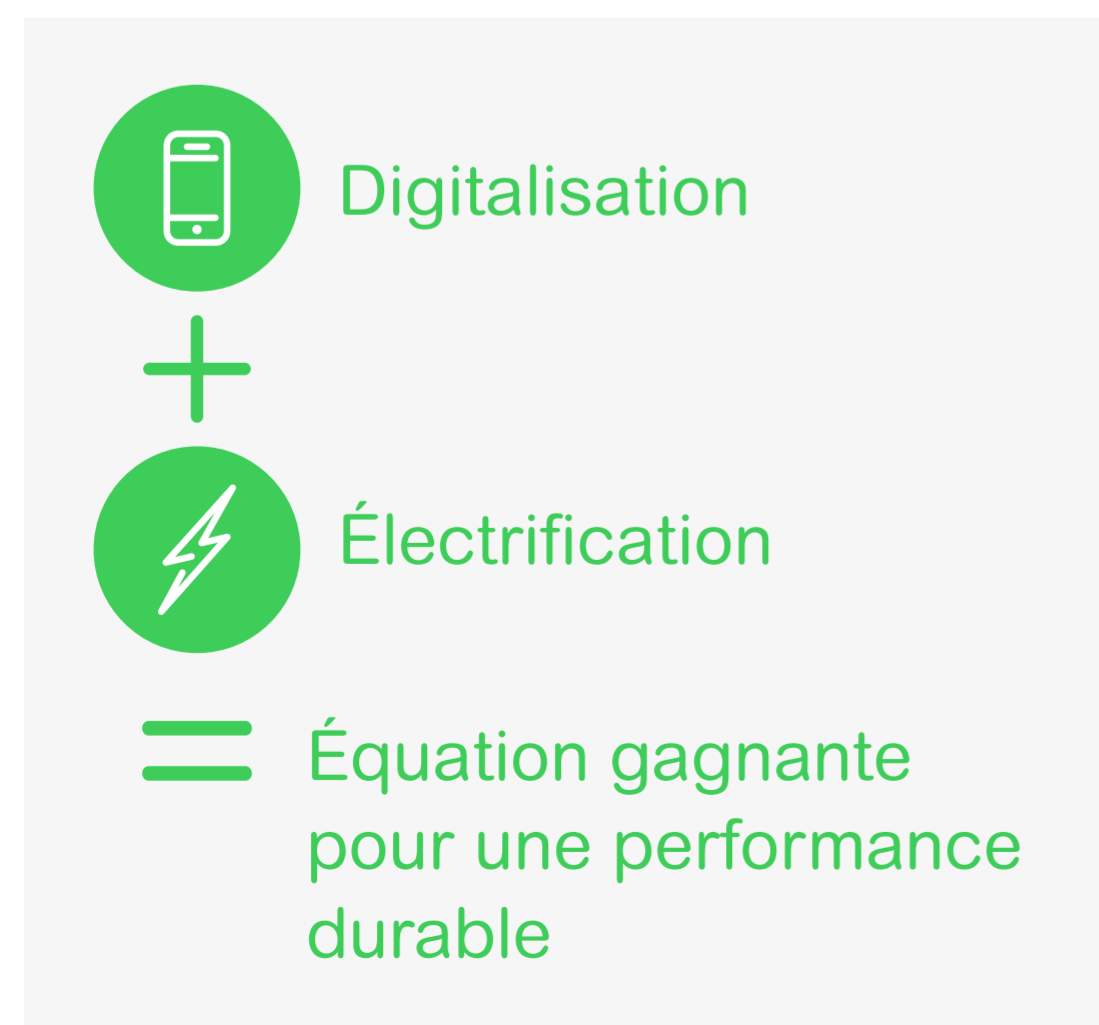 Digitalisation
+
Électrification
= Équation gagnante
pour une performance
durable